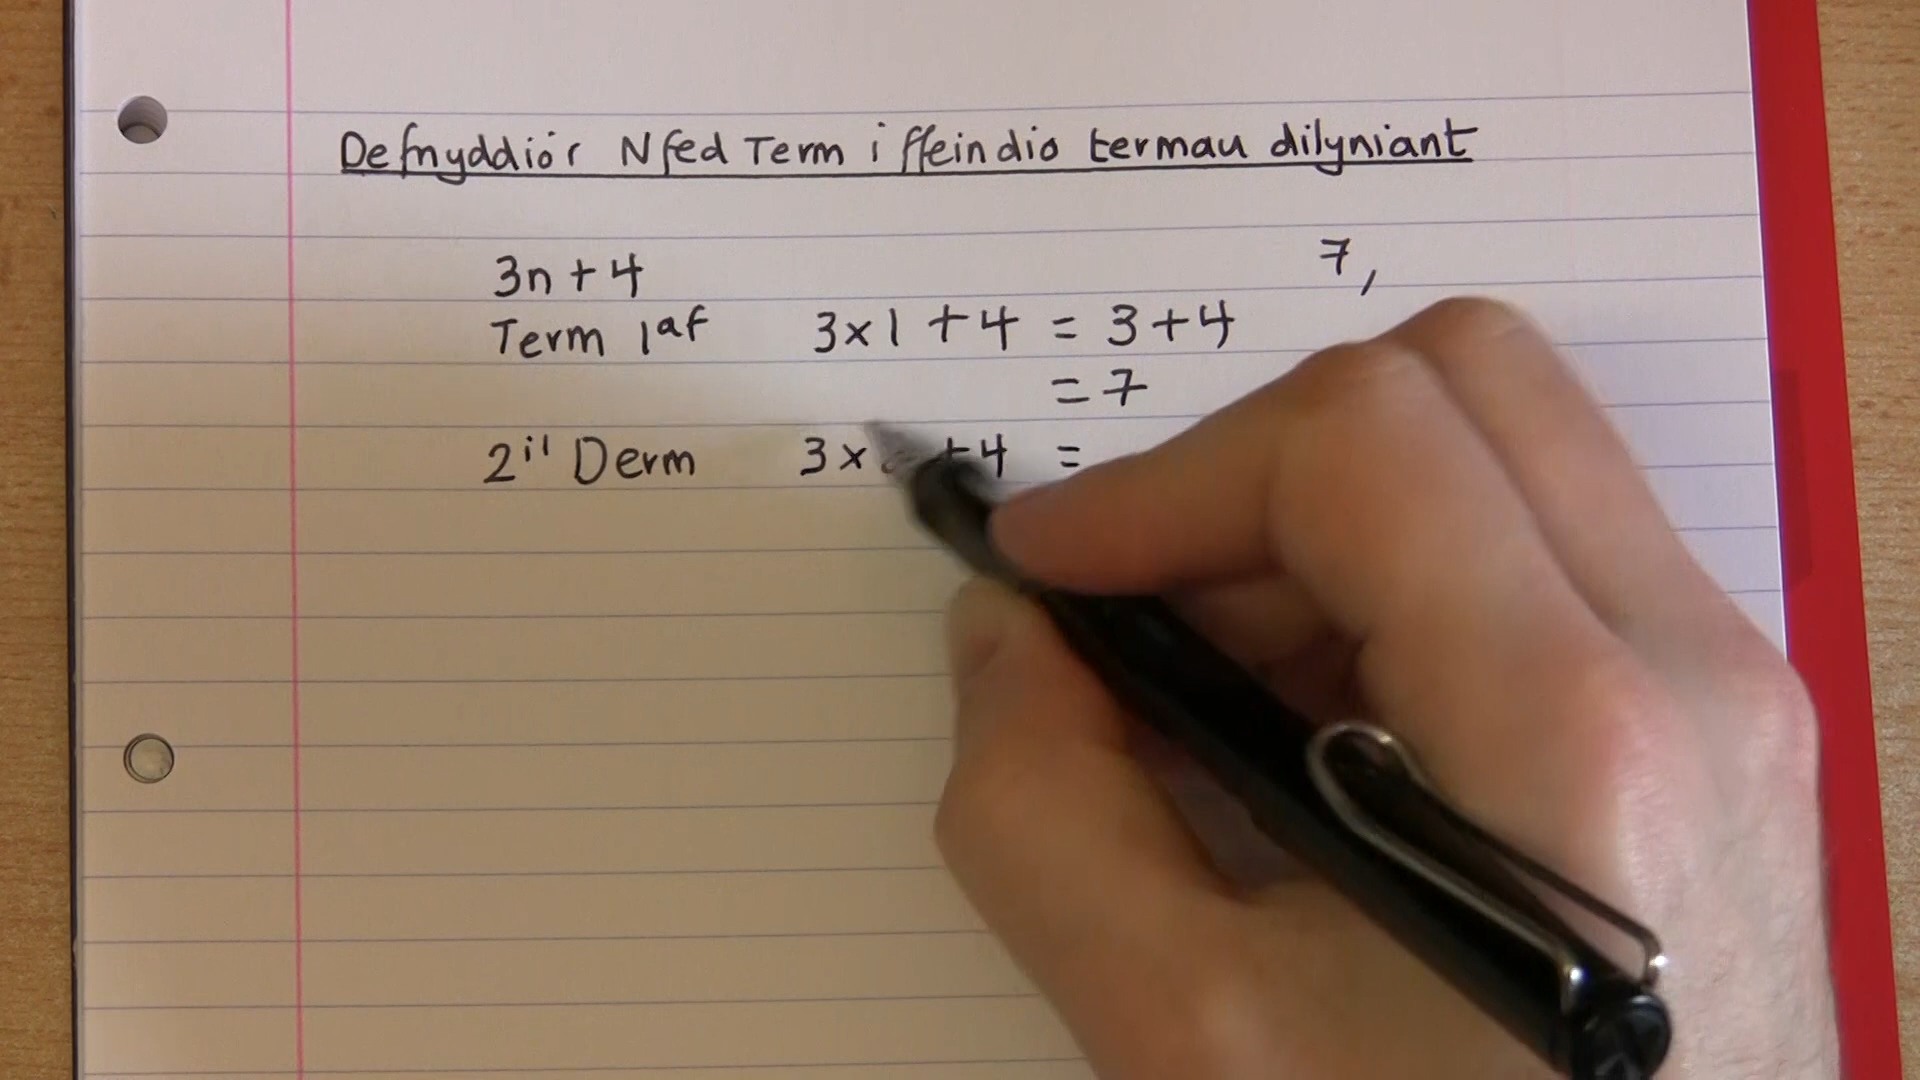 Defnyddio'r Nfed Term i ffeindio termau dilyniant
3n + 4
7,
Term 1af 3 x 1 + 4 = 3 + 4
= 7
2il Derm 3 x + 4 =